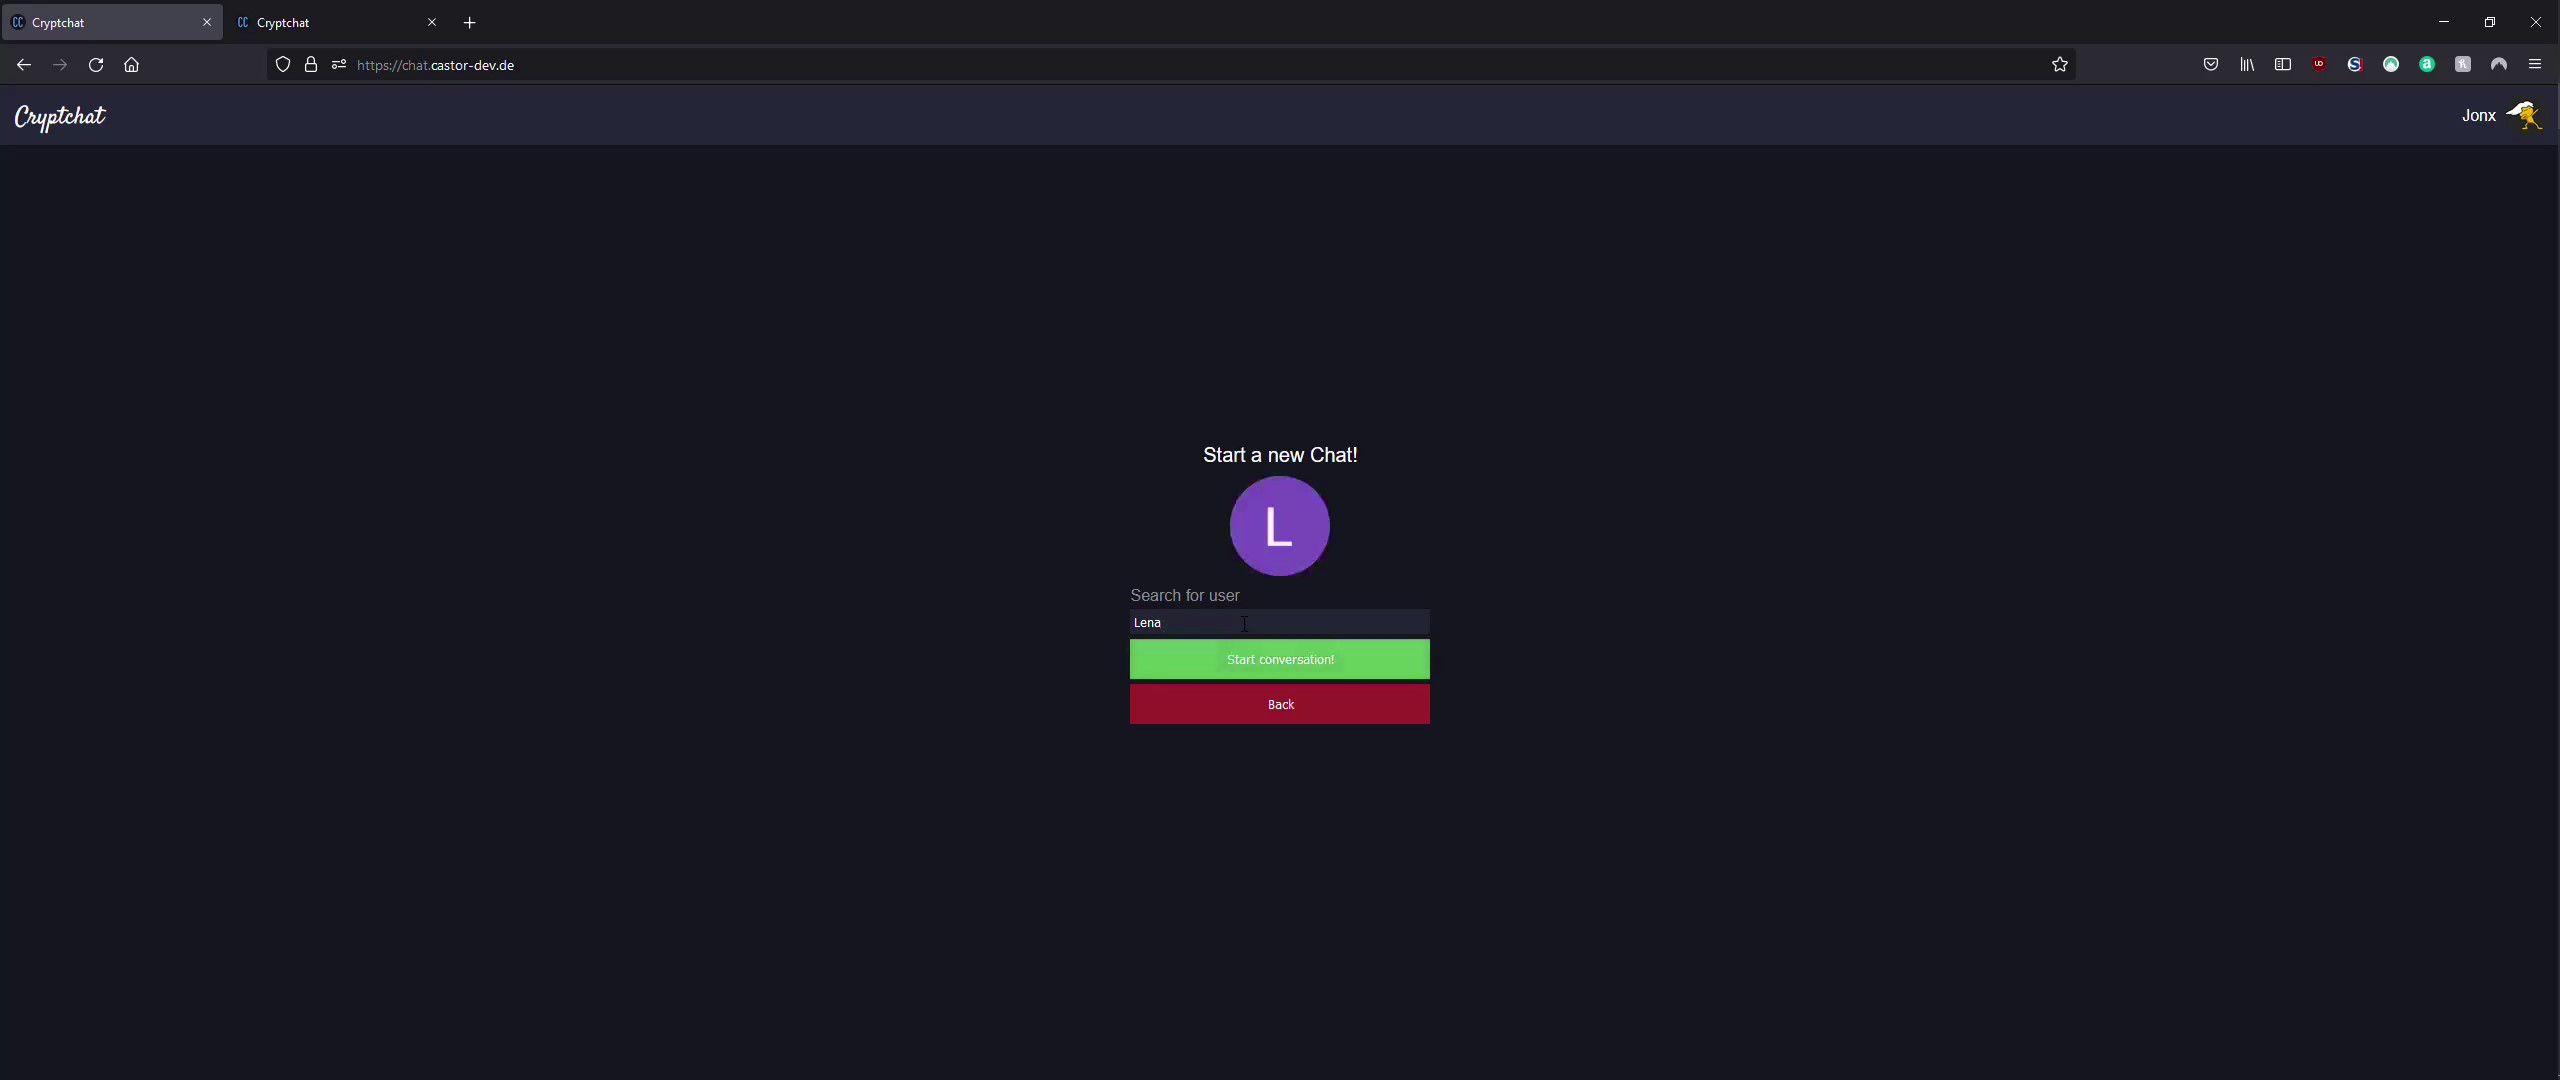 CC Cryptchat
CC Cryptchat
https://chat.castor-dev.de
Cryptchat
Jonx
Start a new Chat!
L
Search for user
Lena
Start conversation!
Back